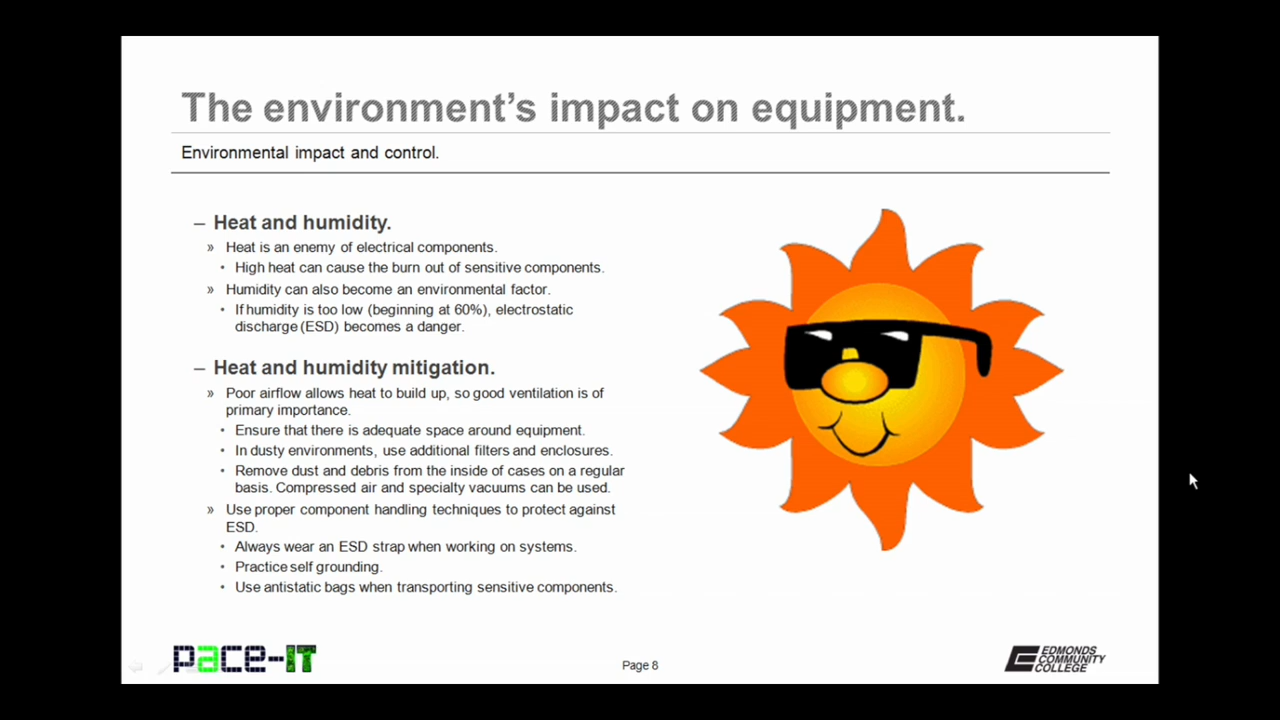 The environment's impact on equipment.
Environmental impact and control.
– Heat and humidity.
» Heat is an enemy of electrical components.
• High heat can cause the burn out of sensitive components.
» Humidity can also become an environmental factor.
• If humidity is too low (beginning at 60%), electrostatic
discharge (ESD) becomes a danger.
– Heat and humidity mitigation.
» Poor airflow allows heat to build up, so good ventilation is of
primary importance.
• Ensure that there is adequate space around equipment.
• In dusty environments, use additional filters and enclosures.
• Remove dust and debris from the inside of cases on a regular
basis. Compressed air and specialty vacuums can be used.
» Use proper component handling techniques to protect against
ESD.
• Always wear an ESD strap when working on systems.
• Practice self grounding.
• Use antistatic bags when transporting sensitive components.
pace-IT
Page 8
EDMONDS
COMMUNITY
COLLEGE